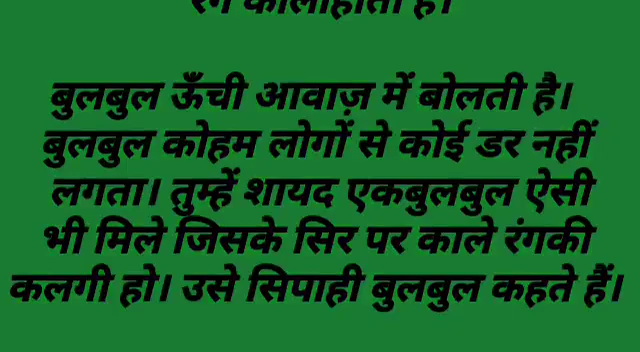 रंग कालाहोता है।
बुलबुल ऊँची आवाज़ में बोलती है।
बुलबुल कोहम लोगों से कोई डर नहीं
लगता। तुम्हें शायद एकबुलबुल ऐसी
भी मिले जिसके सिर पर काले रंगकी
कलगी हो। उसे सिपाही बुलबुल कहते हैं।